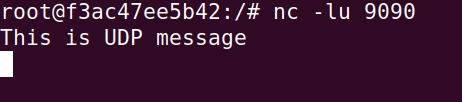 root@f3ac47ee5b42:/# nc -lu 9090
This is UDP message